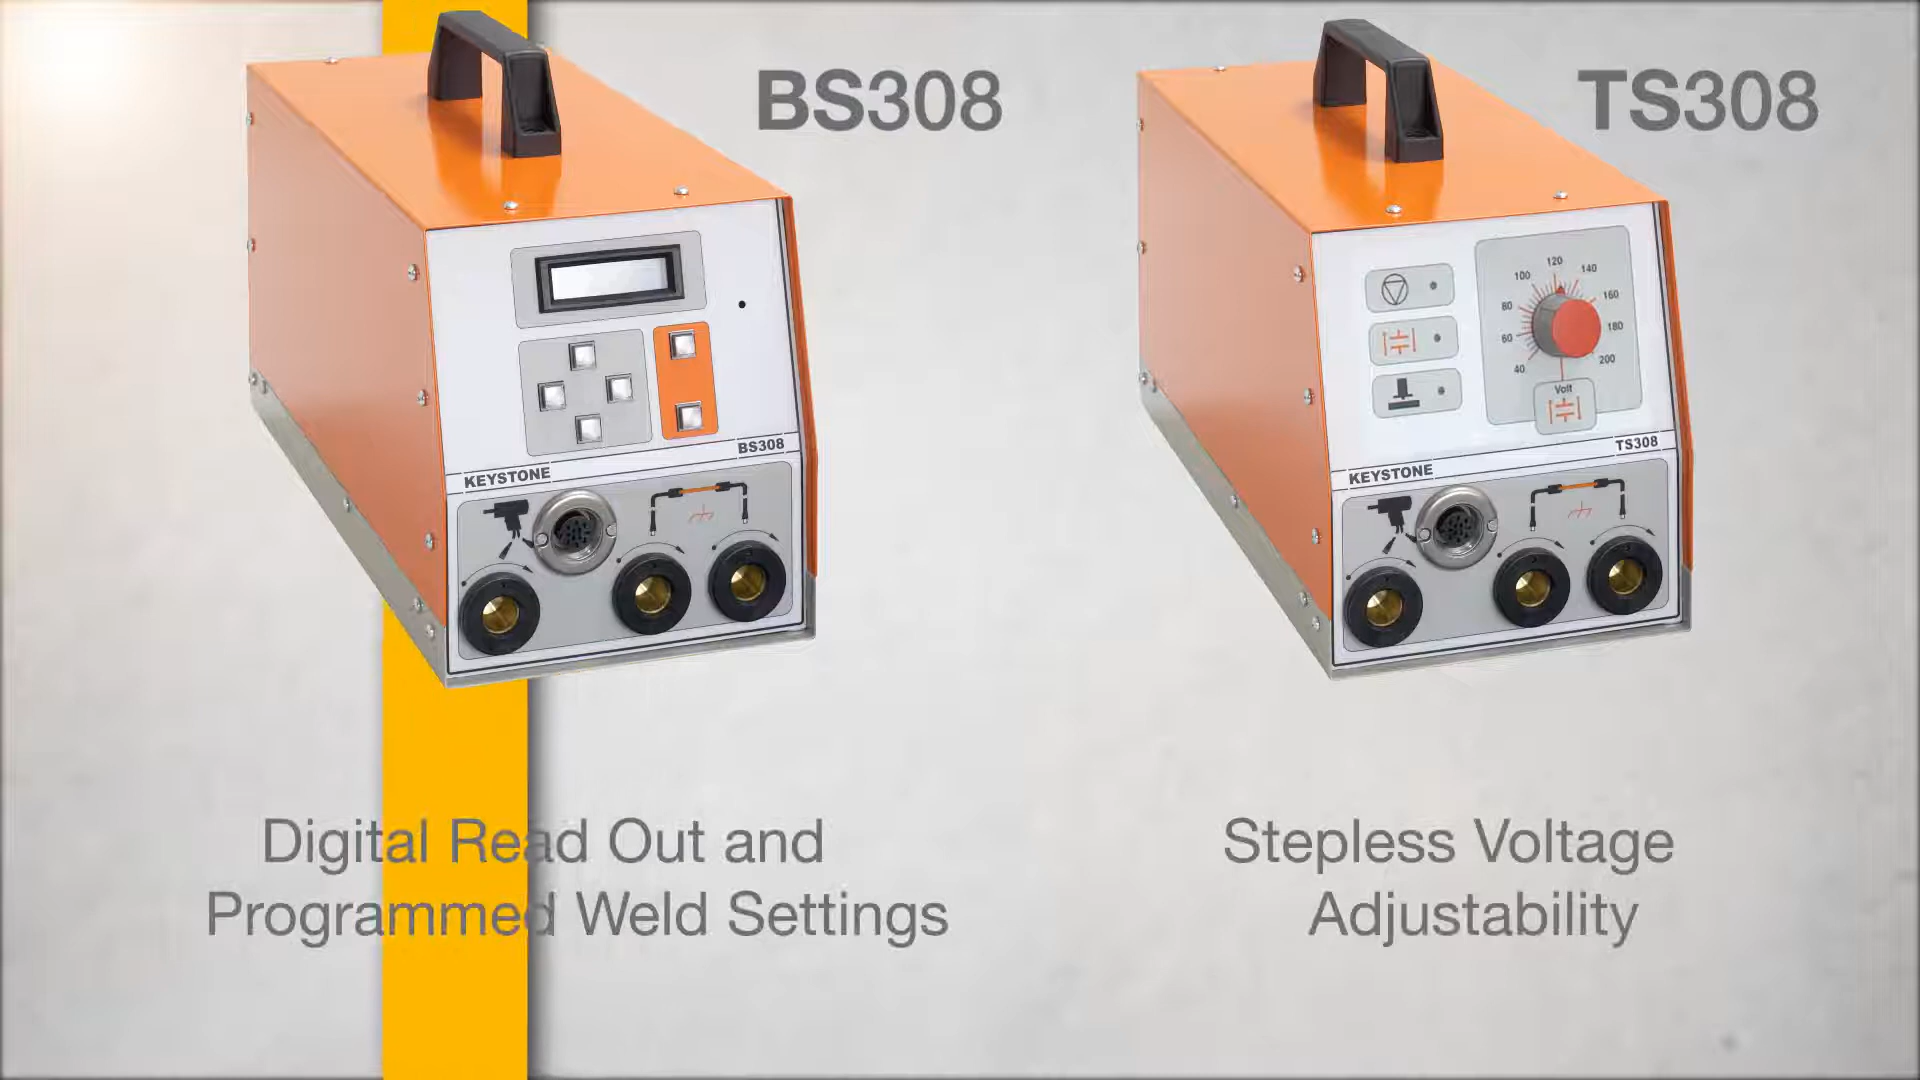 BS308
TS308
120
100
140
80
160
60
180
40
200
Volt
BS308
KEYSTONE
TS308
KEYSTONE
Digital Read Out and
Programmed Weld Settings
Stepless Voltage
Adjustability